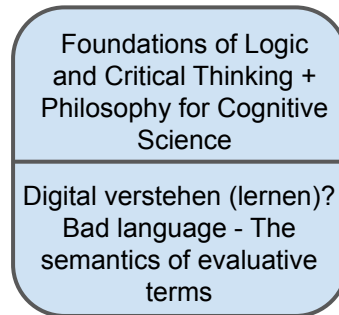 Foundations of Logic
and Critical Thinking +
Philosophy for Cognitive
Science
Digital verstehen (lernen)?
Bad language - The
semantics of evaluative
terms